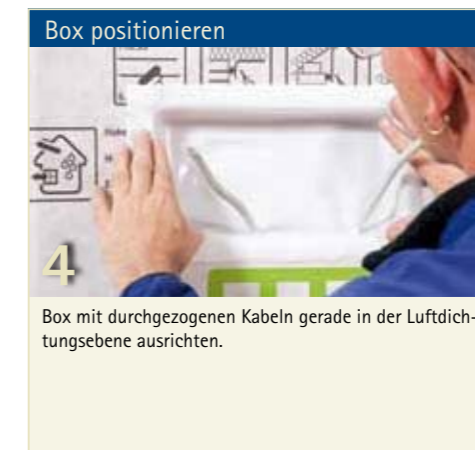 Box positionieren
4
Box mit durchgezogenen Kabeln gerade in der Luftdich-
tungsebene ausrichten.